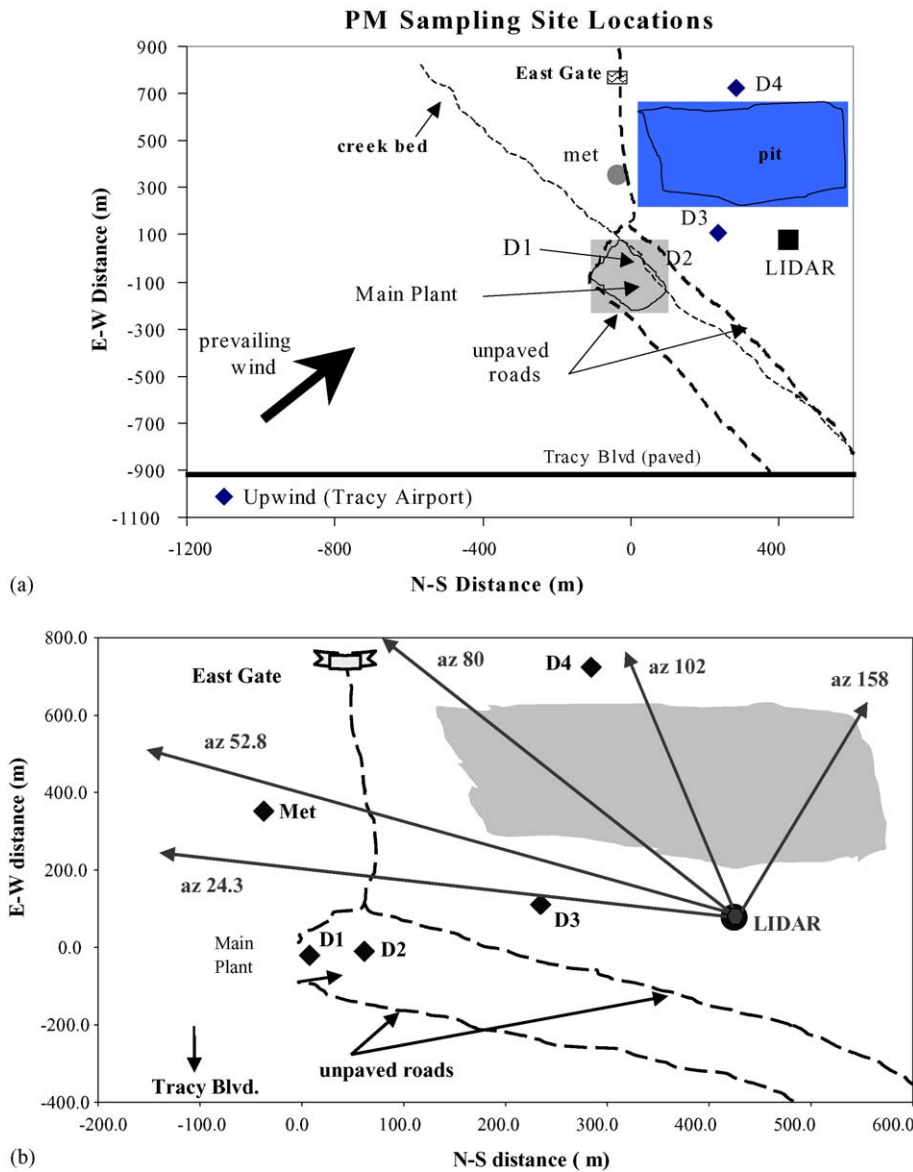 PM Sampling Site Locations
900
700
500
300
100
-100
-300
-500
-700
-900
-1100
E-W Distance (m)
East Gate
D4
creek bed
met
pit
D3
D1
D2
LIDAR
Main Plant
prevailing
wind
unpaved
roads
Tracy Blvd (paved)
Upwind (Tracy Airport)
-1200
-800
-400
0
400
(a)
N-S Distance (m)
800.0
600.0
400.0
200.0
0.0
-200.0
-400.0
E-W distance (m)
East Gate
az 80
D4
az 102
az 158
az 52.8
Met
az 24.3
D3
LIDAR
Main
Plant
D1
D2
unpaved roads
Tracy Blvd.
-200.0
-100.0
0.0
100.0
200.0
300.0
400.0
500.0
600.0
(b)
N-S distance ( m)